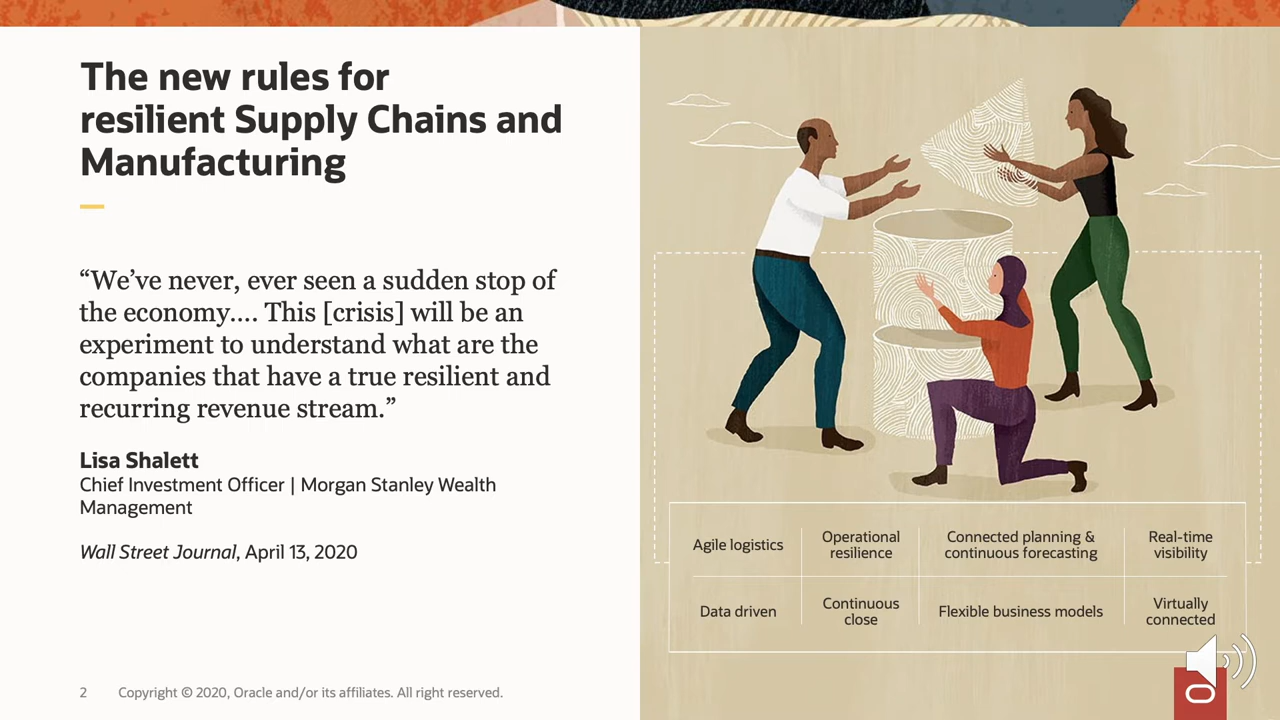 The new rules for
resilient Supply Chains and
Manufacturing
“We’ve never, ever seen a sudden stop of
the economy…. This [crisis] will be an
experiment to understand what are the
companies that have a true resilient and
recurring revenue stream.”
Lisa Shalett
Chief Investment Officer | Morgan Stanley Wealth
Management
Wall Street Journal, April 13, 2020
Agile logistics
Operational
resilience
Connected planning &
continuous forecasting
Real-time
visibility
Data driven
Continuous
close
Flexible business models
Virtually
connected
2 Copyright © 2020, Oracle and/or its affiliates. All right reserved.